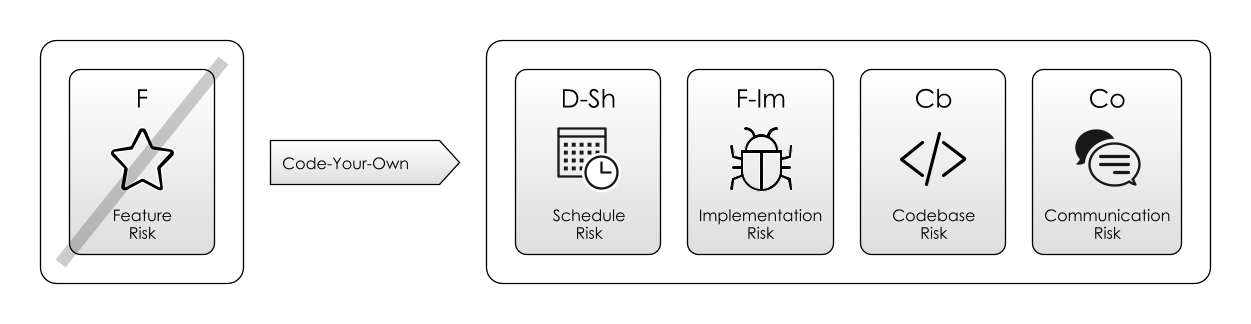 F
Feature
Risk
Code-Your-Own
D-Sh
Schedule
Risk
F-Im
Implementation
Risk
Cb
</>
Codebase
Risk
Co
Communication
Risk